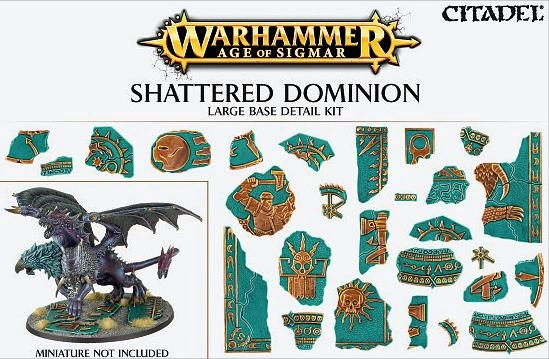 CITADEL
WARHAMMER
AGE OF SIGMAR
SHATTERED DOMINION
LARGE BASE DETAIL KIT
MINIATURE NOT INCLUDED